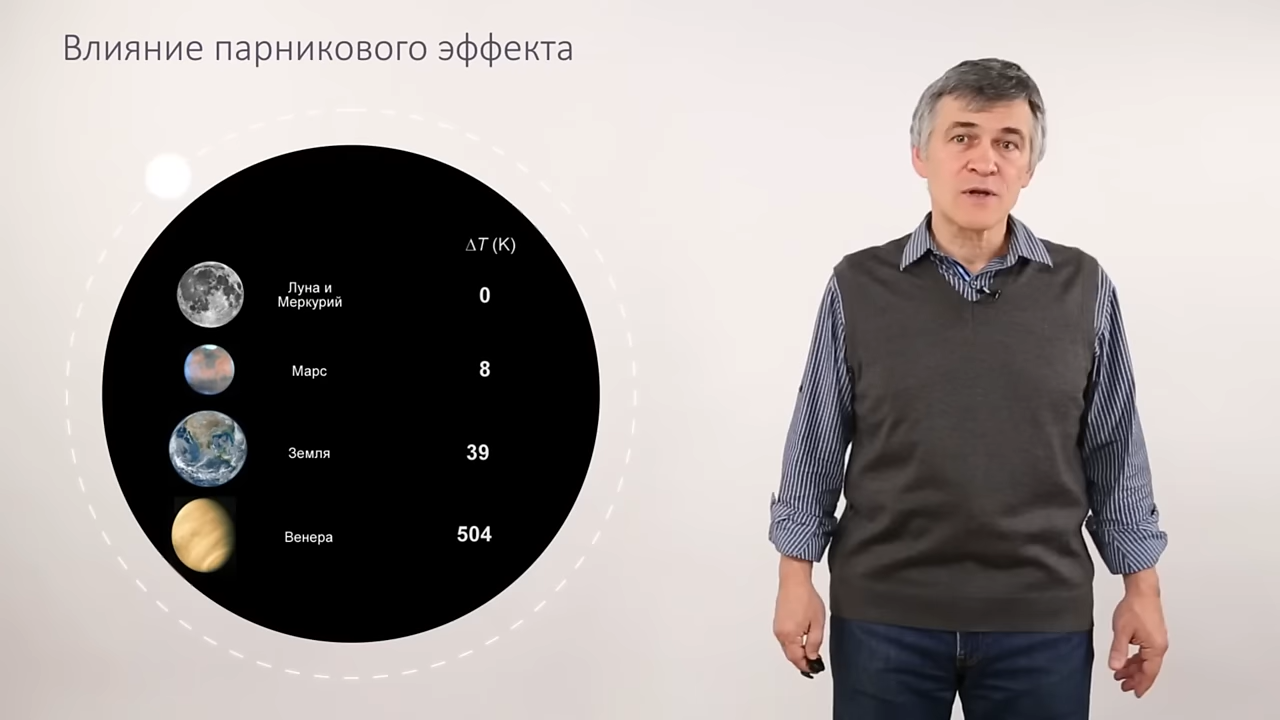 Влияние парникового эффекта
ΔT (K)
Луна и
Меркурий
0
Марс
8
Земля
39
Венера
504